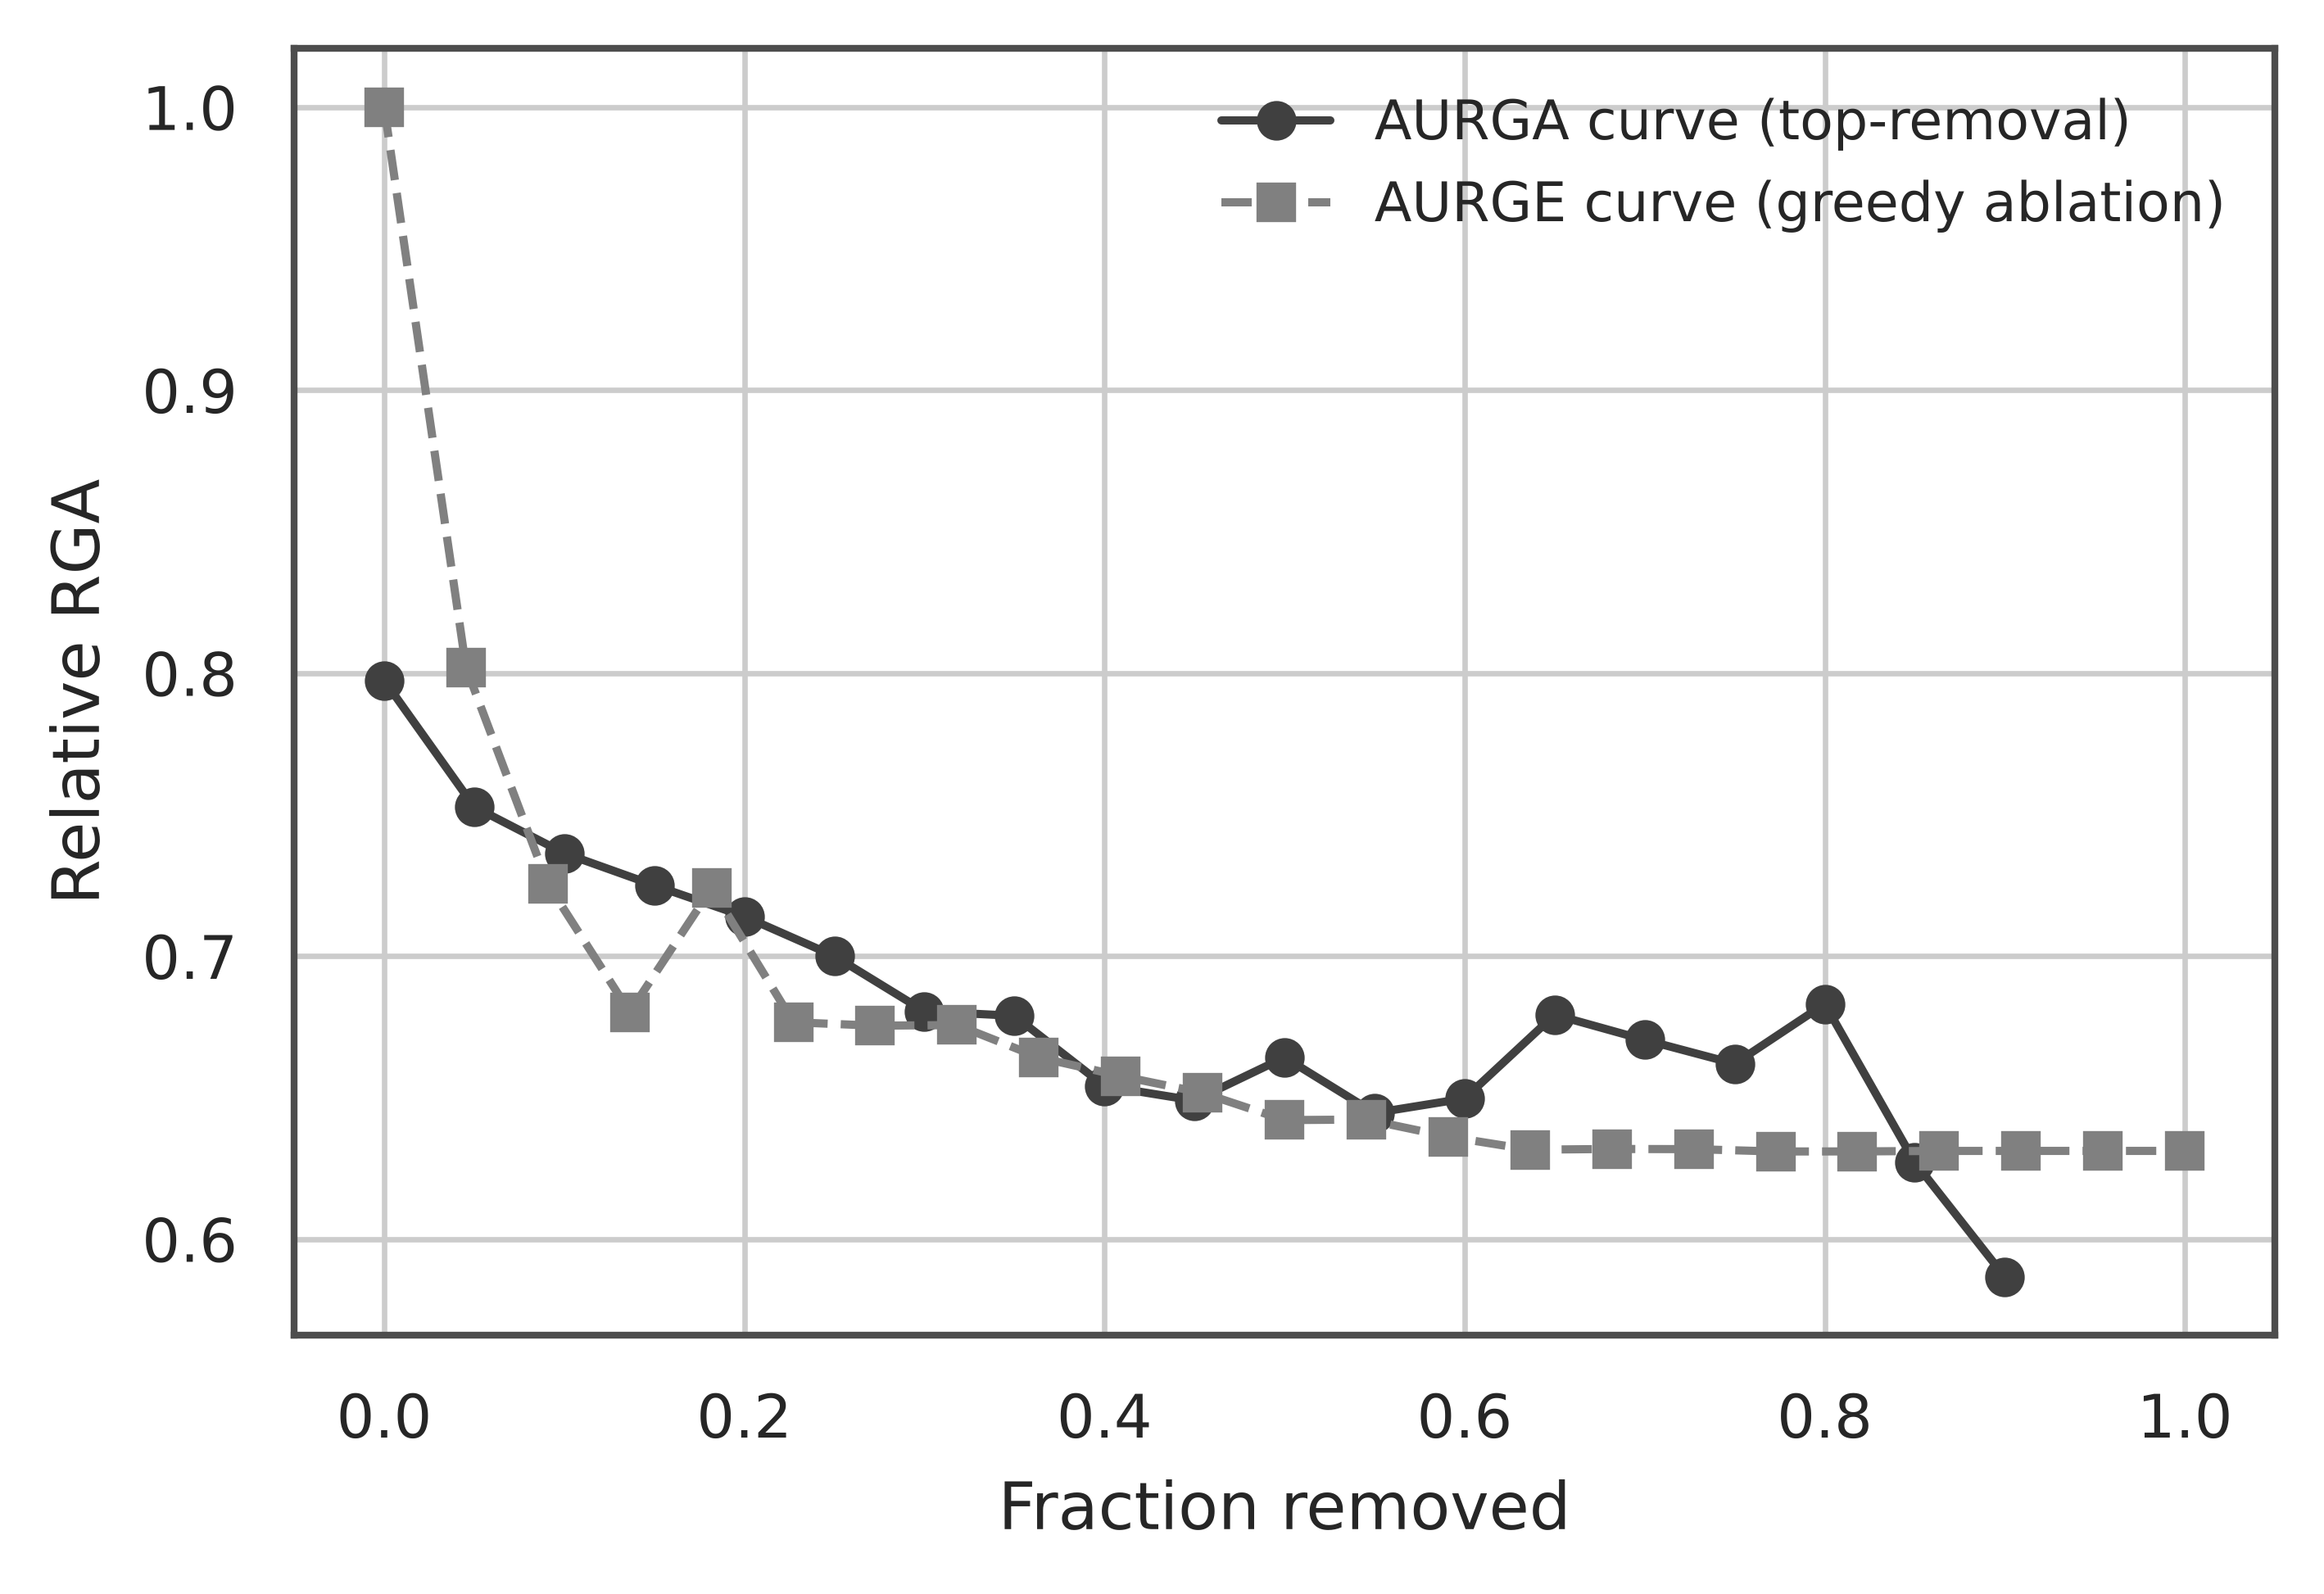 AURGA curve (top-removal)
AURGE curve (greedy ablation)
Relative RGA
1.0
0.9
0.8
0.7
0.6
0.0 0.2 0.4 0.6 0.8 1.0
Fraction removed